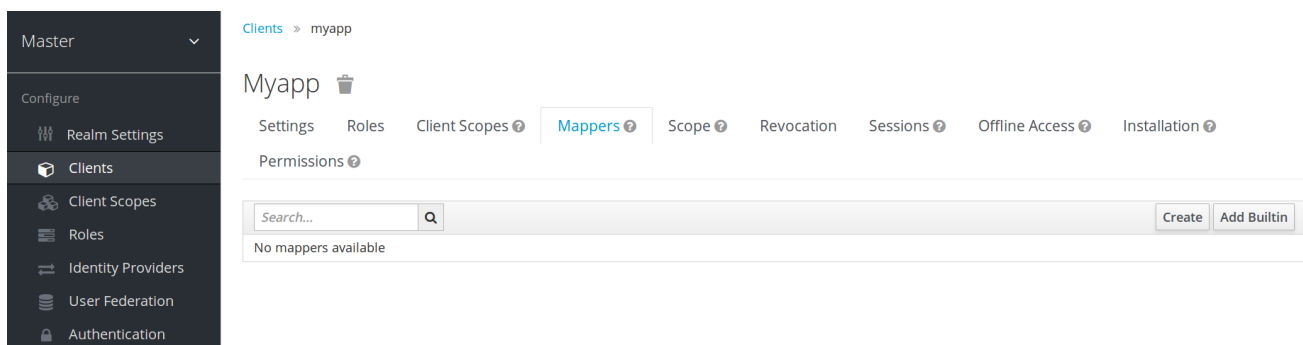 Master
Configure
Realm Settings
Clients
Client Scopes
Roles
Identity Providers
User Federation
Authentication
Clients » myapp
Myapp
Settings Roles Client Scopes Mappers Scope Revocation Sessions Offline Access Installation
Permissions
Search... Create Add Builtin
No mappers available